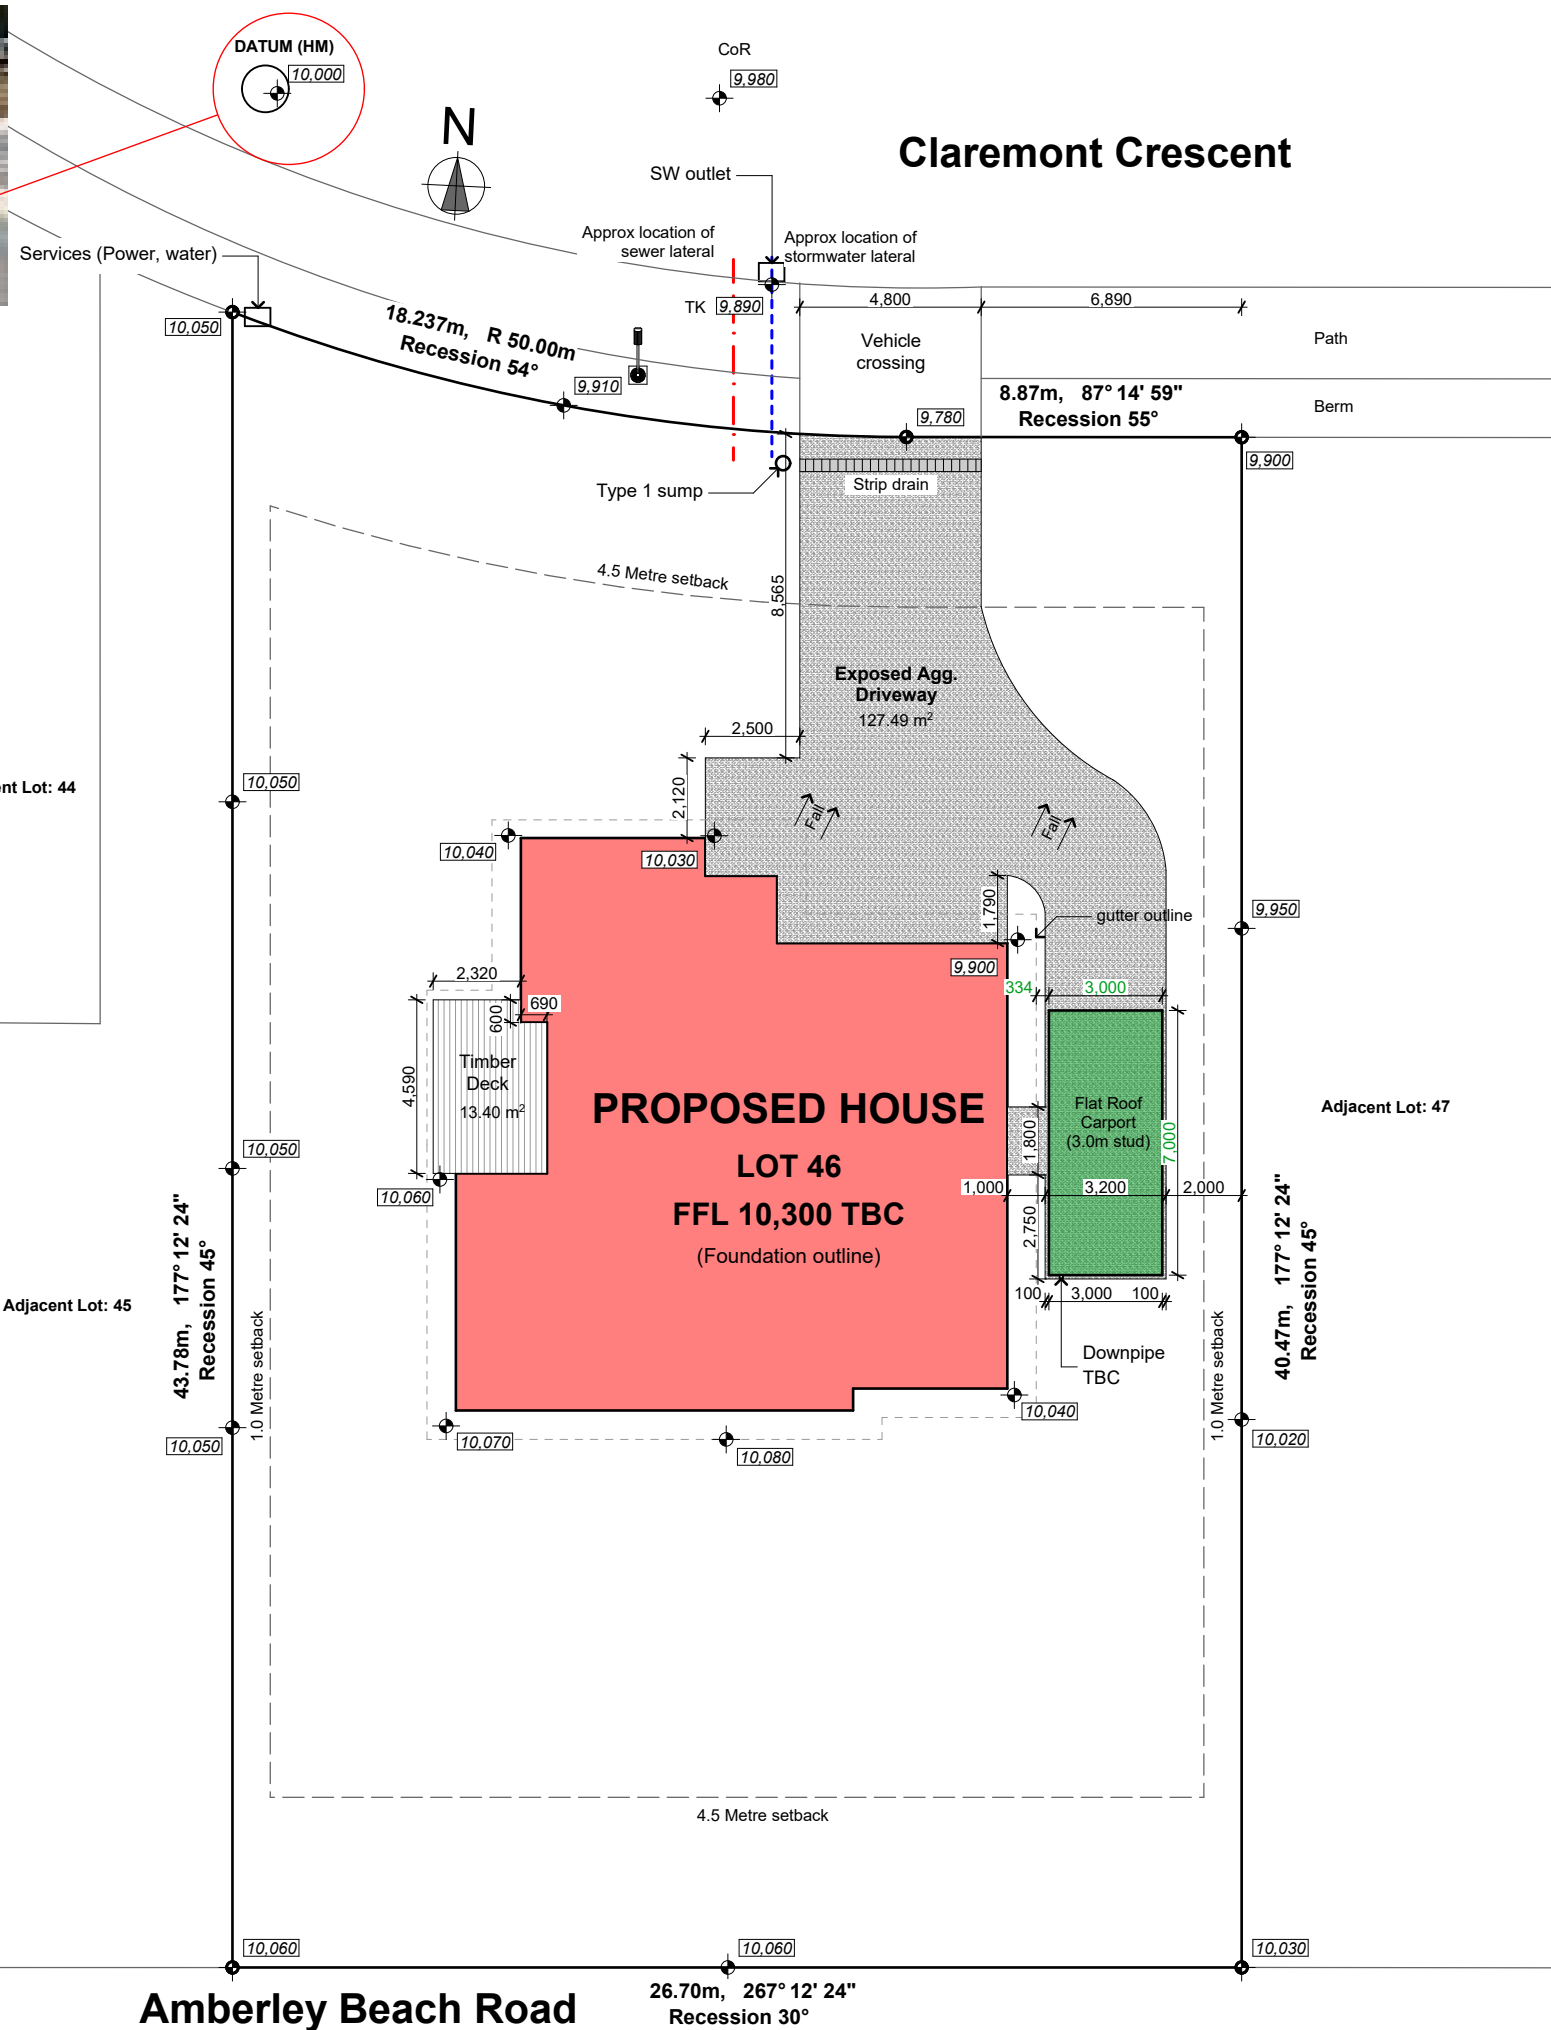 DATUM (HM)
10,000
CoR
9,980
N
Claremont Crescent
SW outlet
Services (Power, water)
Approx location of
sewer lateral
Approx location of
stormwater lateral
10,050
18.237m, R 50.00m
Recession 54°
TK 9,890
4,800
6,890
Vehicle
crossing
Path
9,910
8.87m, 87° 14' 59"
Recession 55°
Berm
9,780
9,900
Type 1 sump
Strip drain
4.5 Metre setback
8,565
Exposed Agg.
Driveway
127.49 m²
2,500
2,120
Fall
Fall
10,050
nt Lot: 44
10,040
10,030
1,790
gutter outline
9,950
9,900
2,320
690
600
334
3,000
4,590
Timber
Deck
13.40 m²
PROPOSED HOUSE
LOT 46
FFL 10,300 TBC
(Foundation outline)
Flat Roof
Carport
(3.0m stud)
7,000
1,800
Adjacent Lot: 47
10,050
10,060
1,000
3,200
2,000
2,750
43.78m, 177° 12' 24"
Recession 45°
Adjacent Lot: 45
40.47m, 177° 12' 24"
Recession 45°
100
3,000
100
1.0 Metre setback
1.0 Metre setback
Downpipe
TBC
10,040
10,050
10,070
10,080
10,020
4.5 Metre setback
10,060
10,060
10,030
26.70m, 267° 12' 24"
Recession 30°
Amberley Beach Road